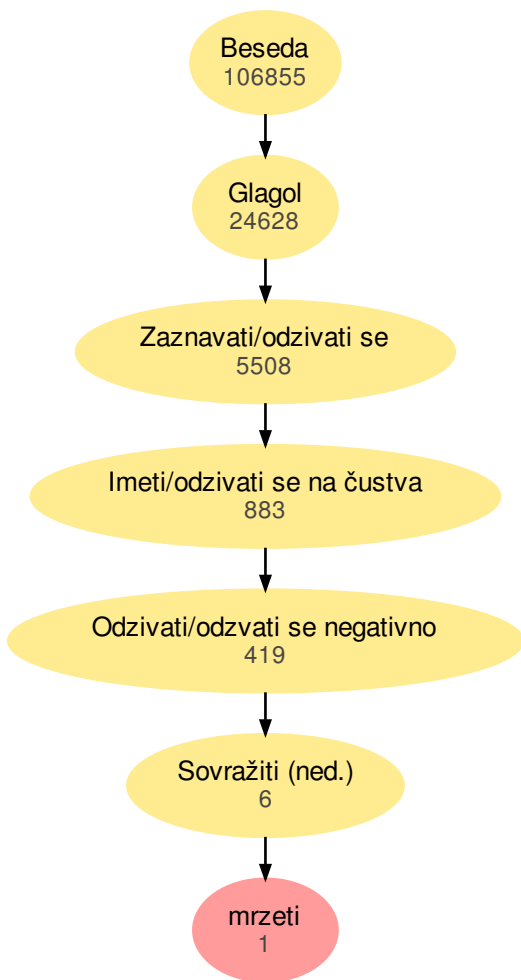 Beseda
106855
Glagol
24628
Zaznavati/odzivati se
5508
Imeti/odzivati se na čustva
883
Odzivati/odzvati se negativno
419
Sovražiti (ned.)
6
mrzeti
1